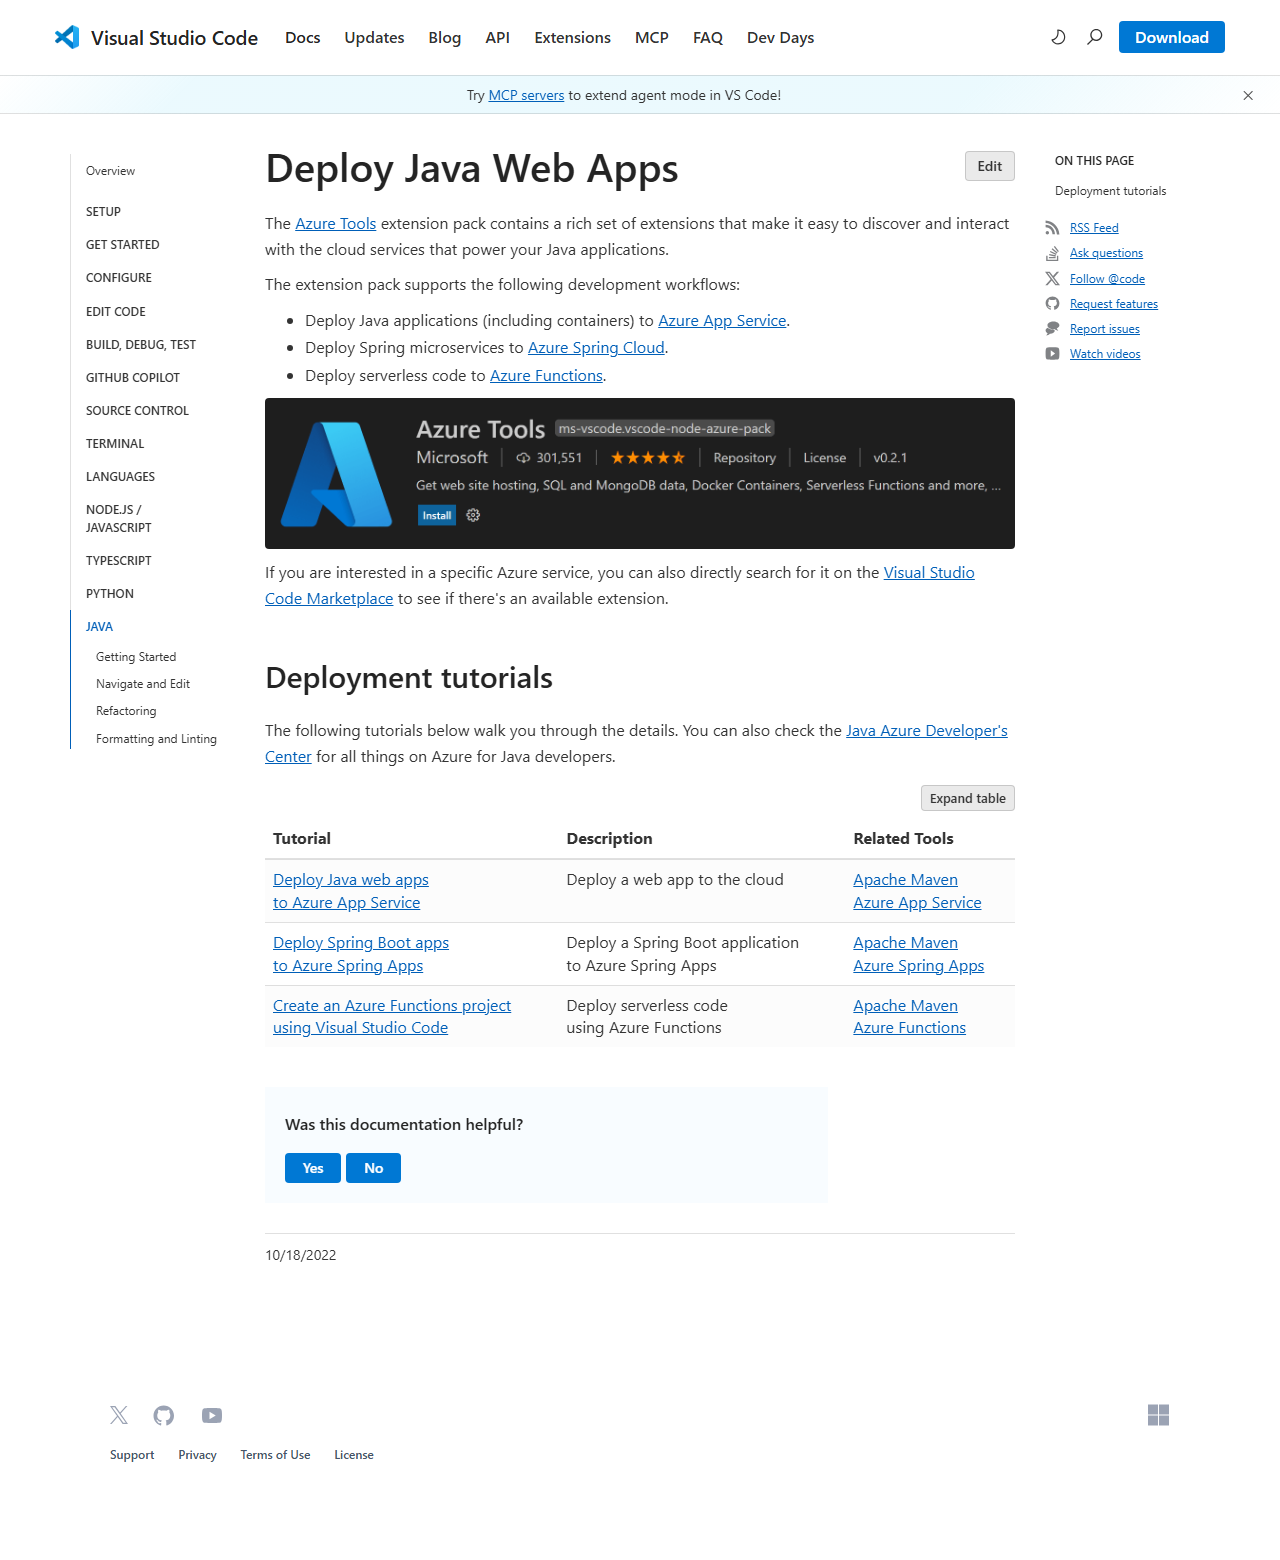 Visual Studio Code Docs Updates Blog API Extensions MCP FAQ Dev Days Download
Try MCP servers to extend agent mode in VS Code!
Overview
SETUP
GET STARTED
CONFIGURE
EDIT CODE
BUILD, DEBUG, TEST
GITHUB COPILOT
SOURCE CONTROL
TERMINAL
LANGUAGES
NODE.JS /
JAVASCRIPT
TYPESCRIPT
PYTHON
JAVA
Getting Started
Navigate and Edit
Refactoring
Formatting and Linting
Deploy Java Web Apps
Edit
The Azure Tools extension pack contains a rich set of extensions that make it easy to discover and interact
with the cloud services that power your Java applications.
The extension pack supports the following development workflows:
Deploy Java applications (including containers) to Azure App Service.
Deploy Spring microservices to Azure Spring Cloud.
Deploy serverless code to Azure Functions.
Azure Tools ms-vscode.vscode-node-azure-pack
Microsoft 301,551 Repository License v0.2.1
Get web site hosting, SQL and MongoDB data, Docker Containers, Serverless Functions and more, ...
Install
If you are interested in a specific Azure service, you can also directly search for it on the Visual Studio
Code Marketplace to see if there's an available extension.
Deployment tutorials
The following tutorials below walk you through the details. You can also check the Java Azure Developer's
Center for all things on Azure for Java developers.
Expand table
Tutorial Description Related Tools
Deploy Java web apps Deploy a web app to the cloud Apache Maven
to Azure App Service Azure App Service
Deploy Spring Boot apps Deploy a Spring Boot application Apache Maven
to Azure Spring Apps to Azure Spring Apps Azure Spring Apps
Create an Azure Functions project Deploy serverless code Apache Maven
using Visual Studio Code using Azure Functions Azure Functions
Was this documentation helpful?
Yes No
10/18/2022
ON THIS PAGE
Deployment tutorials
RSS Feed
Ask questions
Follow @code
Request features
Report issues
Watch videos
Support Privacy Terms of Use License